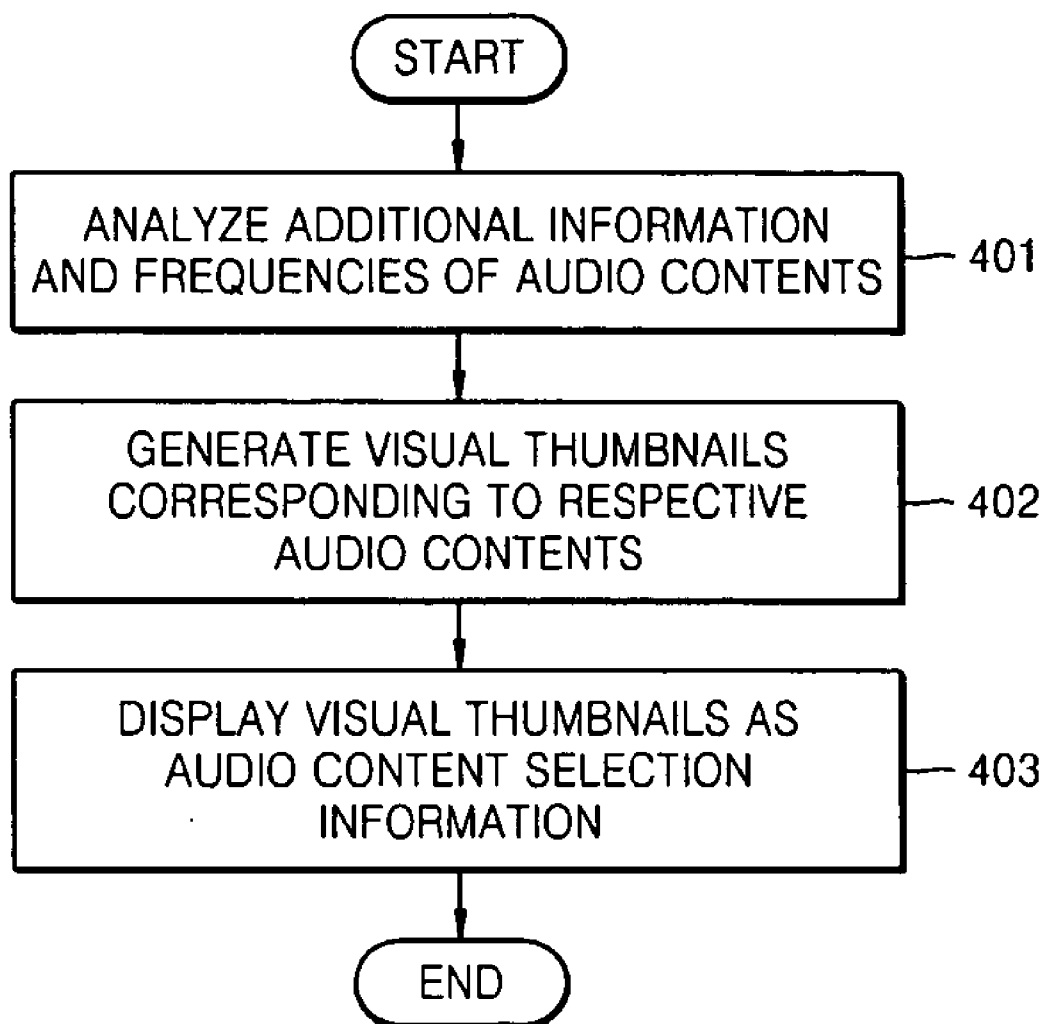 START
ANALYZE ADDITIONAL INFORMATION
AND FREQUENCIES OF AUDIO CONTENTS
401
GENERATE VISUAL THUMBNAILS
CORRESPONDING TO RESPECTIVE
AUDIO CONTENTS
402
DISPLAY VISUAL THUMBNAILS AS
AUDIO CONTENT SELECTION
INFORMATION
403
END